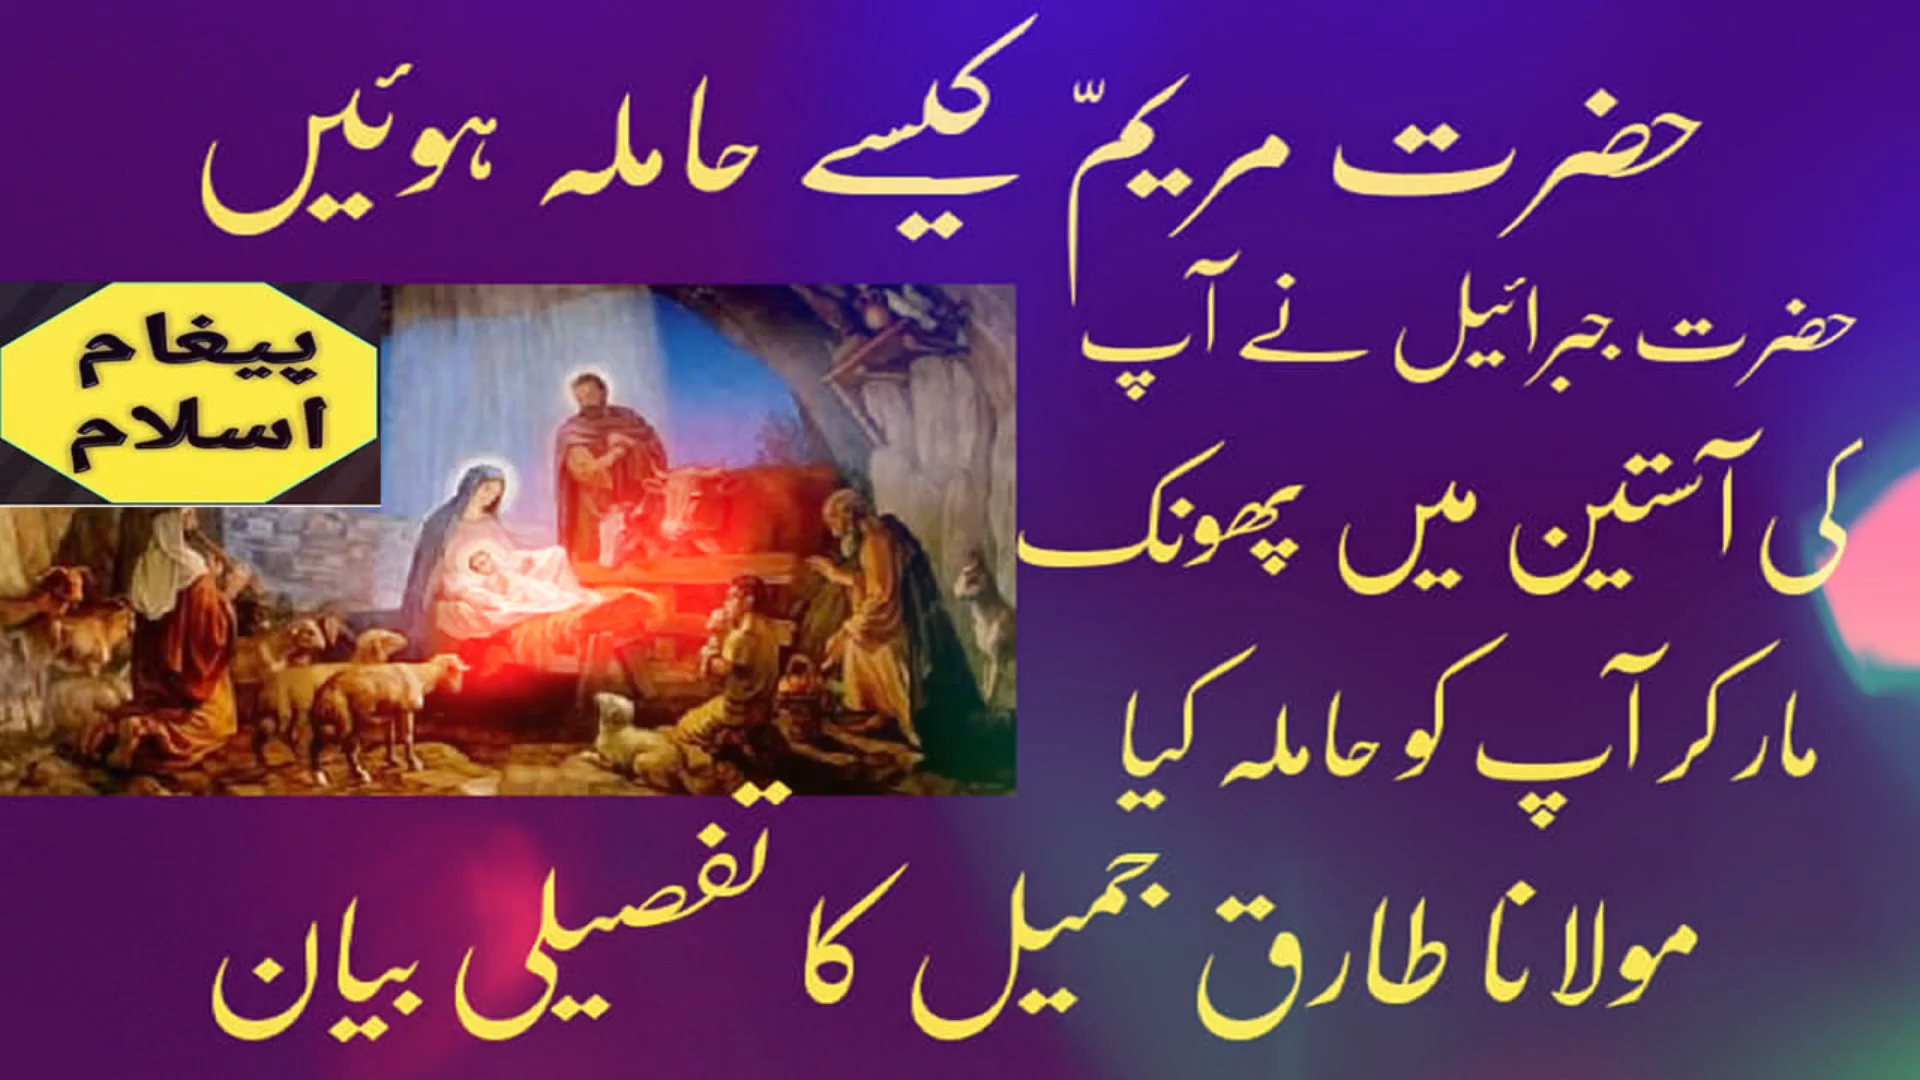 حضرت مریمؑ کیسے حاملہ ہوئیں
حضرت جبرائیل نے آپ
کی آستین میں پھونک
مار کر آپ کو حاملہ کیا
پیغام
اسلام
مولانا طارق جمیل کا تفصیلی بیان